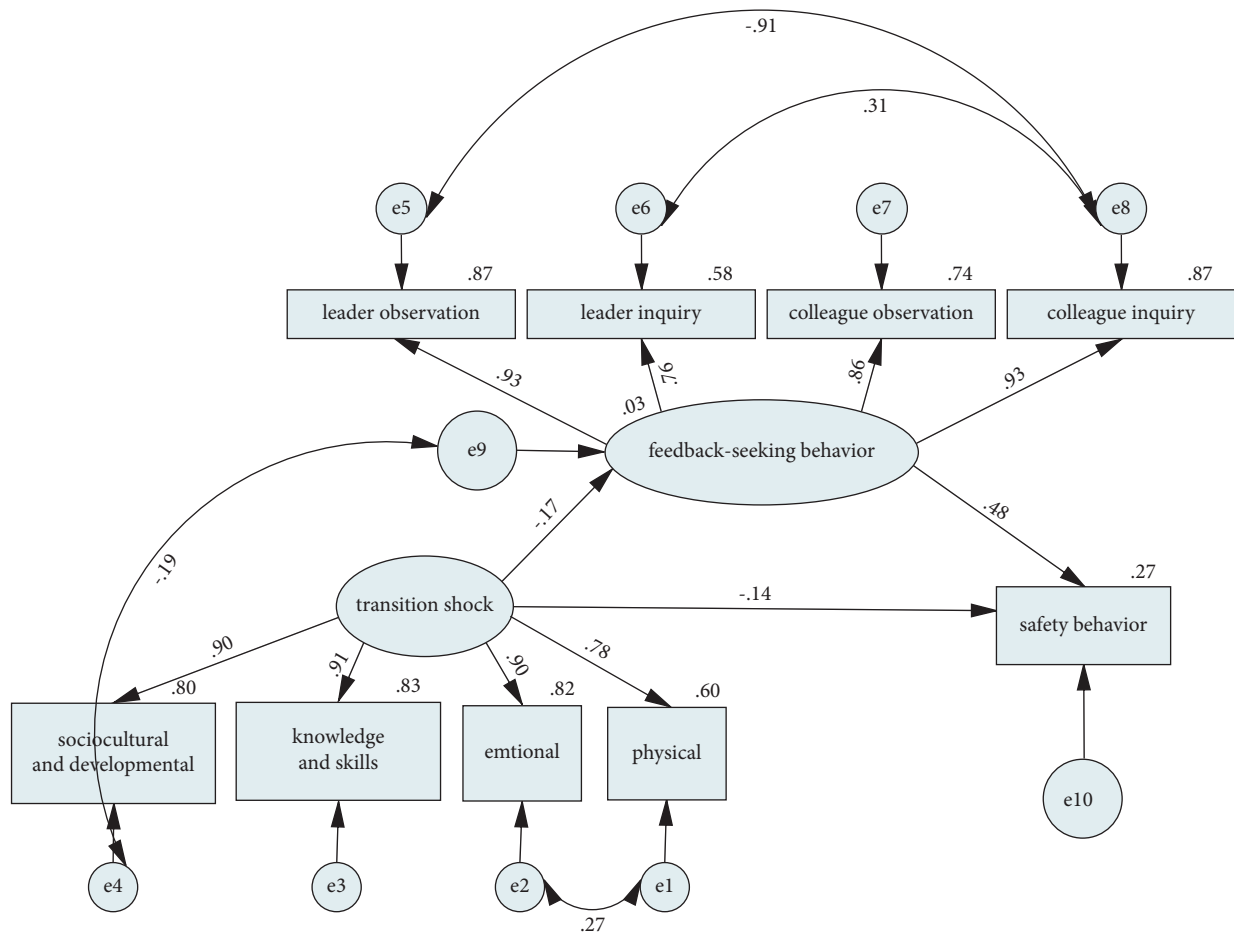 -.91
.31
e5
e6
e7
e8
.87
.58
.74
.87
leader observation
leader inquiry
colleague observation
colleague inquiry
.93
.76
.86
.93
.03
e9
feedback-seeking behavior
-.17
.48
-.19
transition shock
-.14
.27
safety behavior
.90
.91
.90
.78
.80
.83
.82
.60
sociocultural
and developmental
knowledge
and skills
emtional
physical
e10
e4
e3
e2
e1
.27